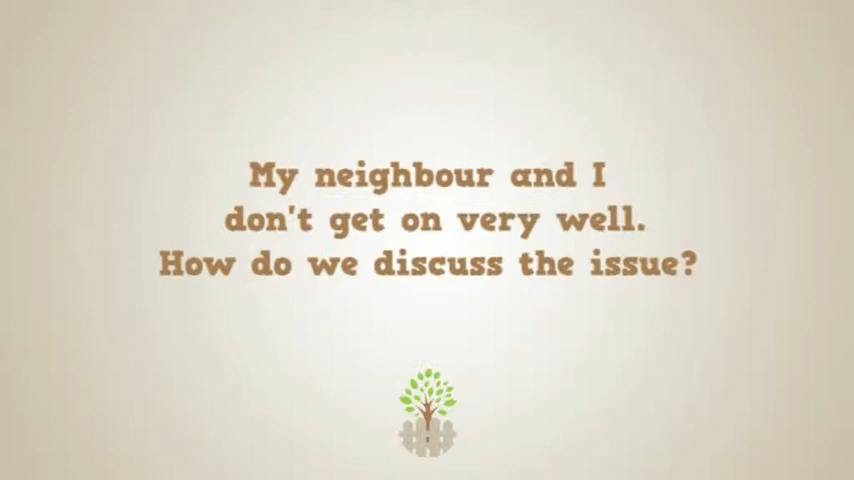 My neighbour and I
don't get on very well.
How do we discuss the issue?